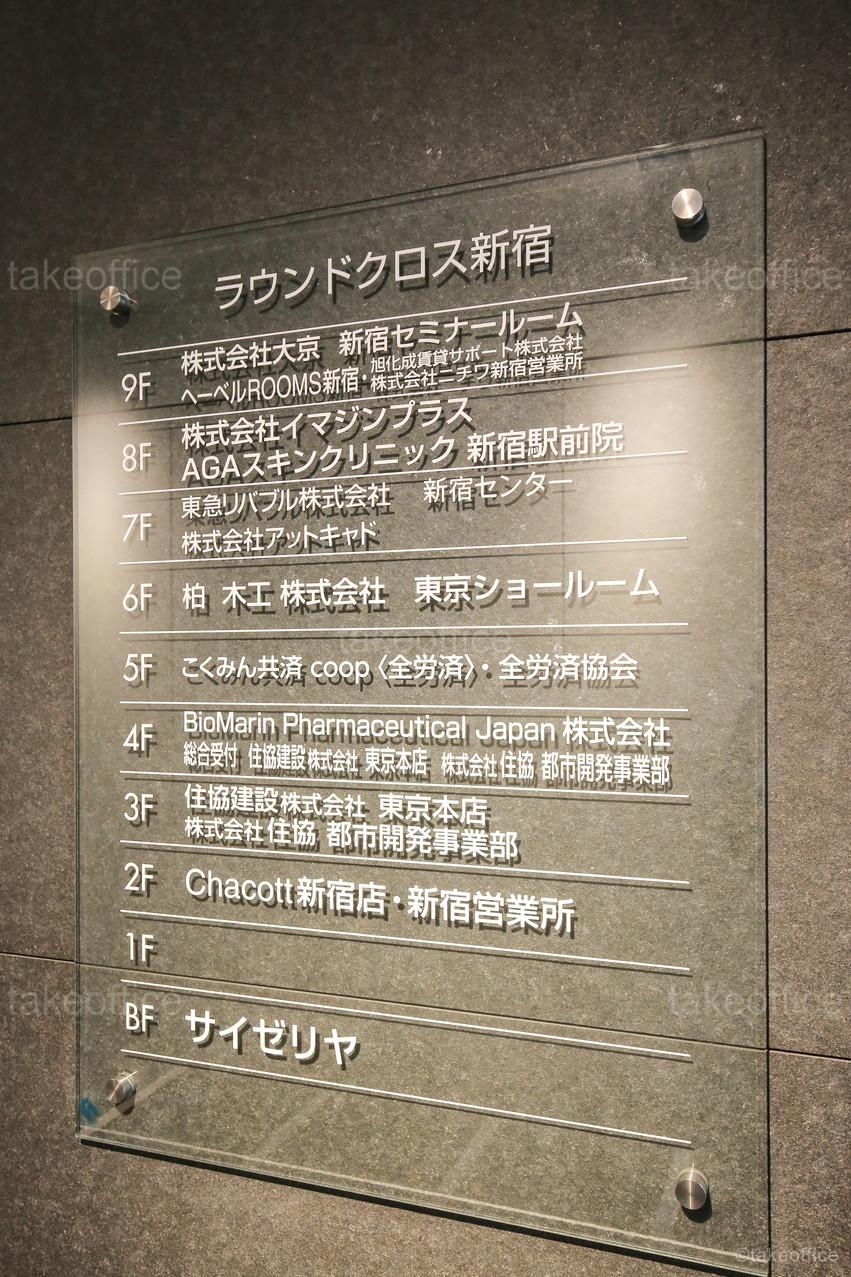 ラウンドクロス新宿
9F 株式会社大京 新宿セミナールーム
ヘーベルROOMS新宿・旭化成賃貸サポート株式会社
株式会社ニチワ新宿営業所
8F 株式会社イマジンプラス
AGAスキンクリニック 新宿駅前院
7F 東急リバブル株式会社 新宿センター
株式会社アットキャド
6F 柏 木工 株式会社 東京ショールーム
5F こくみん共済 coop〈全労済〉・全労済協会
4F BioMarin Pharmaceutical Japan 株式会社
総合受付 住協建設株式会社 東京本店 株式会社住協 都市開発事業部
3F 住協建設株式会社 東京本店
株式会社住協 都市開発事業部
2F Chacott新宿店・新宿営業所
1F
BF サイゼリヤ
takeoffice
takeoffice
takeoffice
takeoffice
takeoffice
©takeoffice